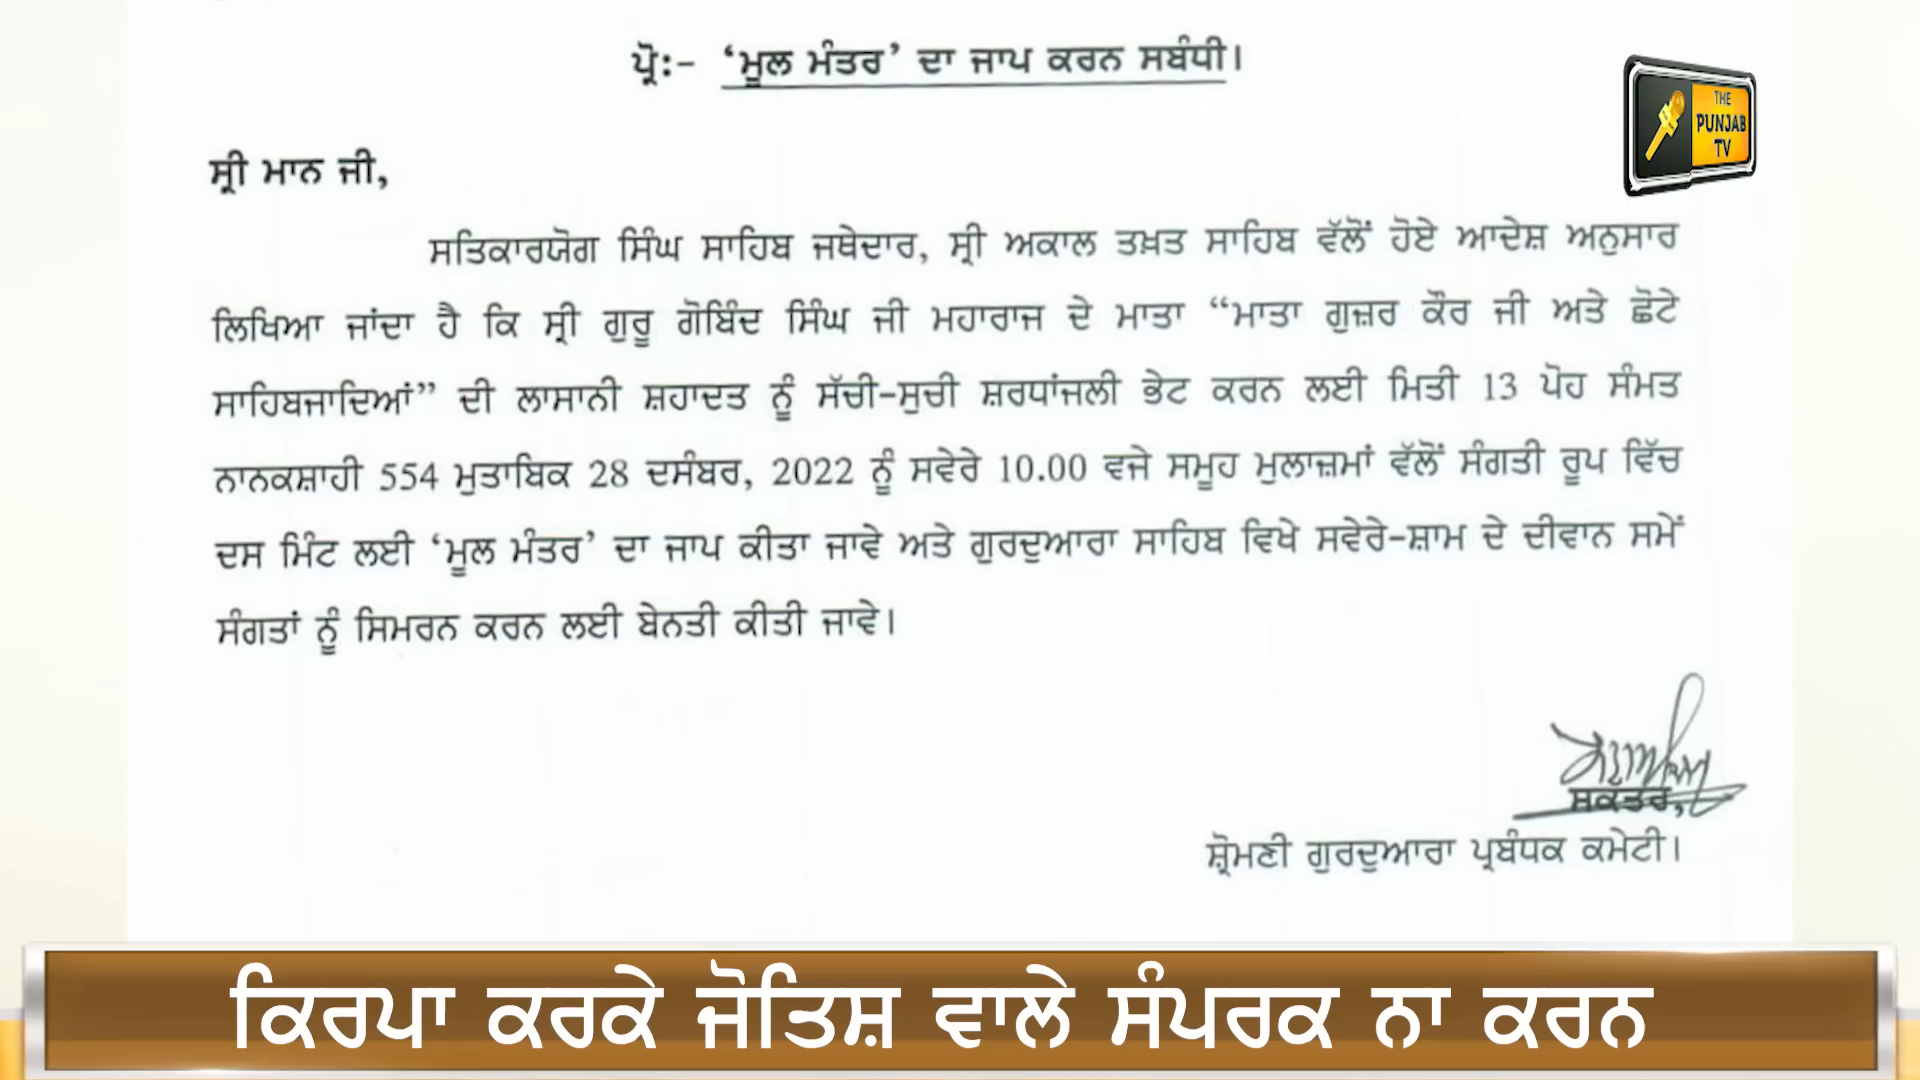 ਪ੍ਰੋ:- ‘ਮੂਲ ਮੰਤਰ’ ਦਾ ਜਾਪ ਕਰਨ ਸਬੰਧੀ।
THE
PUNJAB
TV
ਸ੍ਰੀ ਮਾਨ ਜੀ,
ਸਤਿਕਾਰਯੋਗ ਸਿੰਘ ਸਾਹਿਬ ਜਥੇਦਾਰ, ਸ੍ਰੀ ਅਕਾਲ ਤਖ਼ਤ ਸਾਹਿਬ ਵੱਲੋਂ ਹੋਏ ਆਦੇਸ਼ ਅਨੁਸਾਰ
ਲਿਖਿਆ ਜਾਂਦਾ ਹੈ ਕਿ ਸ੍ਰੀ ਗੁਰੂ ਗੋਬਿੰਦ ਸਿੰਘ ਜੀ ਮਹਾਰਾਜ ਦੇ ਮਾਤਾ “ਮਾਤਾ ਗੁਜ਼ਰ ਕੌਰ ਜੀ ਅਤੇ ਛੋਟੇ
ਸਾਹਿਬਜਾਦਿਆਂ” ਦੀ ਲਾਸਾਨੀ ਸ਼ਹਾਦਤ ਨੂੰ ਸੱਚੀ-ਸੁਚੀ ਸ਼ਰਧਾਂਜਲੀ ਭੇਟ ਕਰਨ ਲਈ ਮਿਤੀ 13 ਪੋਹ ਸੰਮਤ
ਨਾਨਕਸ਼ਾਹੀ 554 ਮੁਤਾਬਿਕ 28 ਦਸੰਬਰ, 2022 ਨੂੰ ਸਵੇਰੇ 10.00 ਵਜੇ ਸਮੂਹ ਮੁਲਾਜ਼ਮਾਂ ਵੱਲੋਂ ਸੰਗਤੀ ਰੂਪ ਵਿੱਚ
ਦਸ ਮਿੰਟ ਲਈ ‘ਮੂਲ ਮੰਤਰ’ ਦਾ ਜਾਪ ਕੀਤਾ ਜਾਵੇ ਅਤੇ ਗੁਰਦੁਆਰਾ ਸਾਹਿਬ ਵਿਖੇ ਸਵੇਰੇ-ਸ਼ਾਮ ਦੇ ਦੀਵਾਨ ਸਮੇਂ
ਸੰਗਤਾਂ ਨੂੰ ਸਿਮਰਨ ਕਰਨ ਲਈ ਬੇਨਤੀ ਕੀਤੀ ਜਾਵੇ।
ਸਕੱਤਰ,
ਸ਼੍ਰੋਮਣੀ ਗੁਰਦੁਆਰਾ ਪ੍ਰਬੰਧਕ ਕਮੇਟੀ।
ਕਿਰਪਾ ਕਰਕੇ ਜੋਤਿਸ਼ ਵਾਲੇ ਸੰਪਰਕ ਨਾ ਕਰਨ